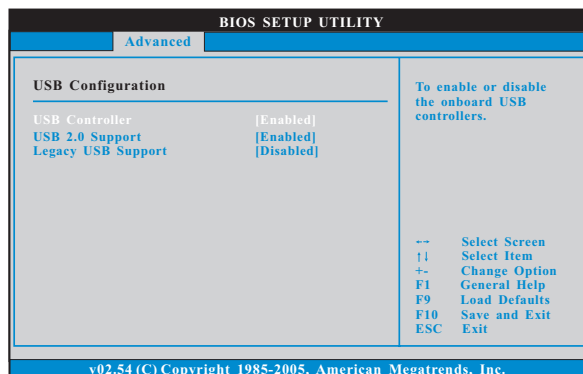 BIOS SETUP UTILITY
Advanced
USB Configuration
USB Controller [Enabled]
USB 2.0 Support [Enabled]
Legacy USB Support [Disabled]
To enable or disable
the onboard USB
controllers.
←→ Select Screen
↑↓ Select Item
+- Change Option
F1 General Help
F9 Load Defaults
F10 Save and Exit
ESC Exit
v02.54 (C) Copyright 1985-2005, American Megatrends, Inc.